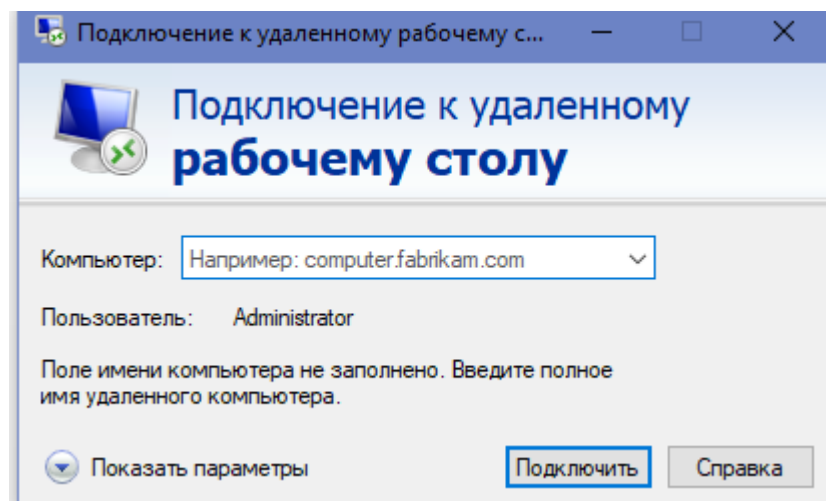 Подключение к удаленному рабочему с...
Подключение к удаленному
рабочему столу
Компьютер: Например: computer.fabrikam.com
Пользователь: Administrator
Поле имени компьютера не заполнено. Введите полное
имя удаленного компьютера.
Показать параметры Подключить Справка